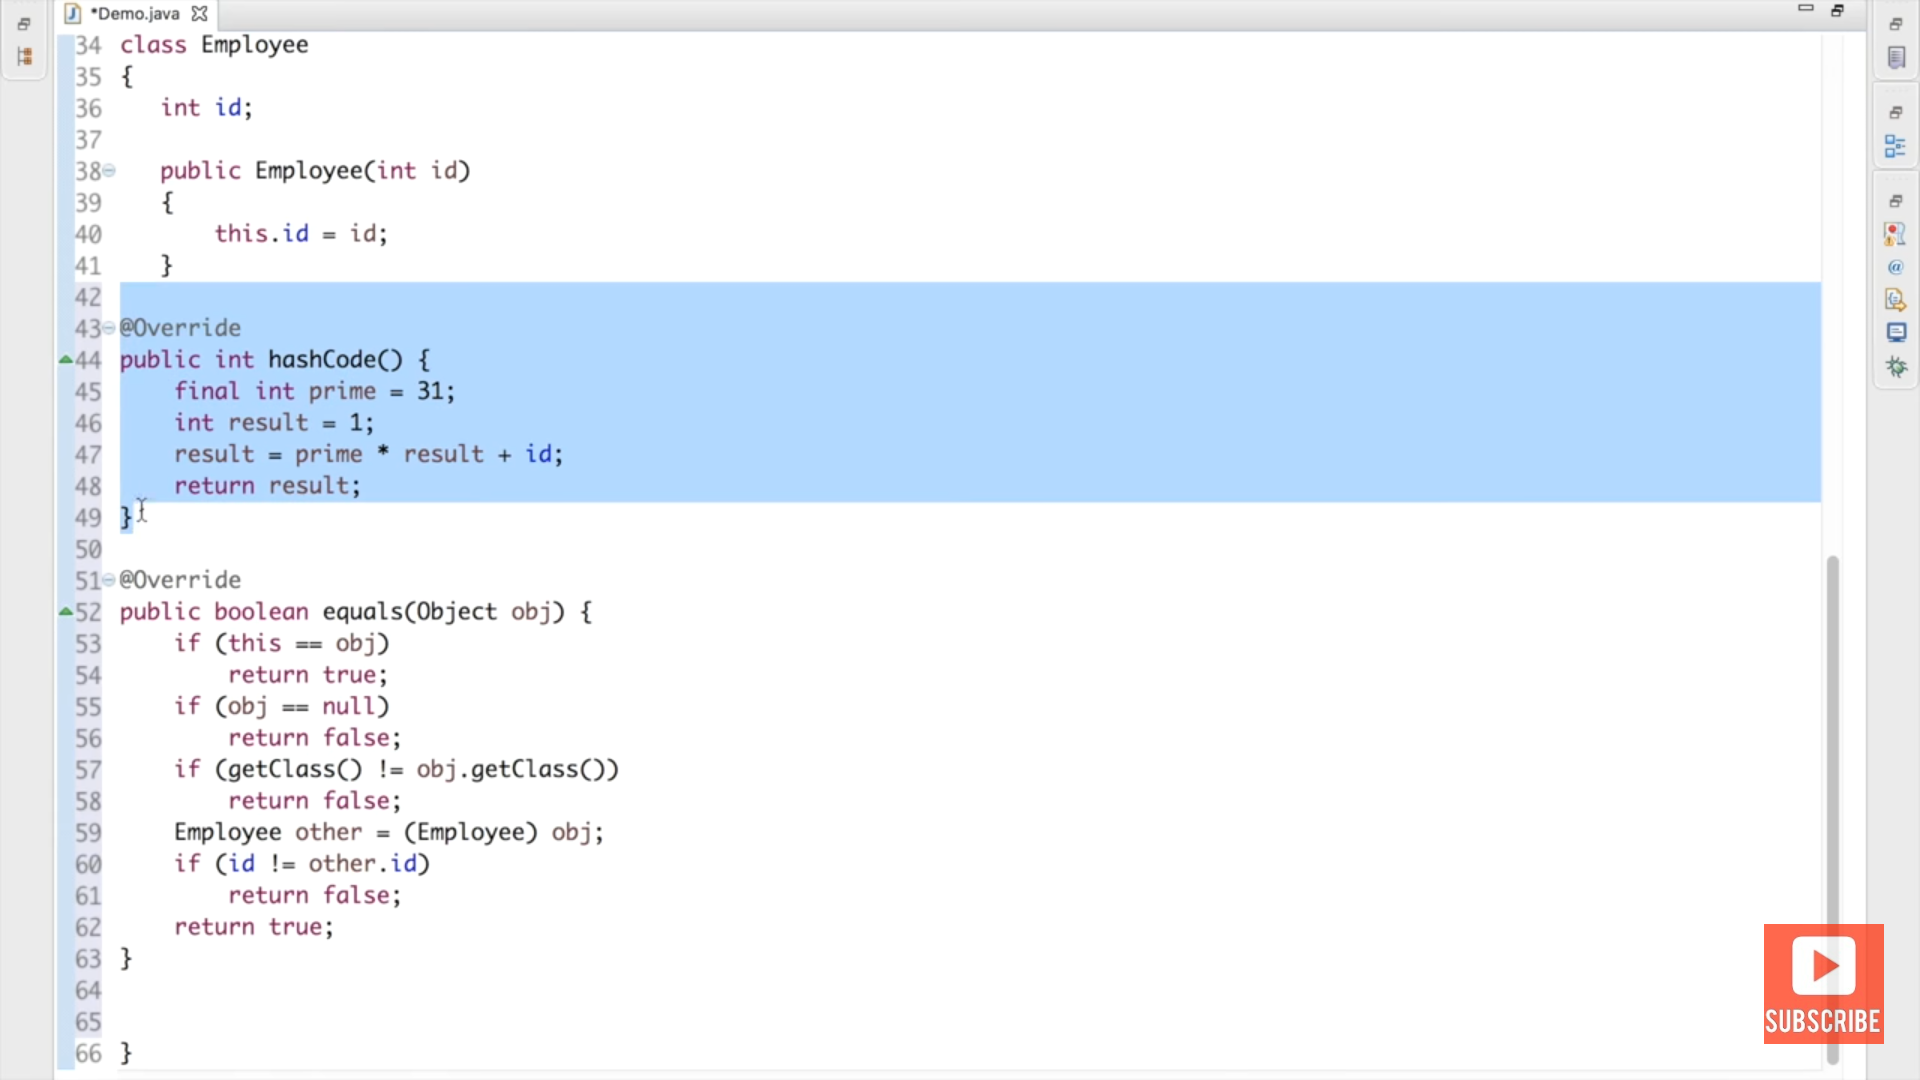 *Demo.java
34 class Employee
35 {
36 int id;
37
38 public Employee(int id)
39 {
40 this.id = id;
41 }
42
43 @Override
44 public int hashCode() {
45 final int prime = 31;
46 int result = 1;
47 result = prime * result + id;
48 return result;
49 }
50
51 @Override
52 public boolean equals(Object obj) {
53 if (this == obj)
54 return true;
55 if (obj == null)
56 return false;
57 if (getClass() != obj.getClass())
58 return false;
59 Employee other = (Employee) obj;
60 if (id != other.id)
61 return false;
62 return true;
63 }
64
65
66 }
SUBSCRIBE